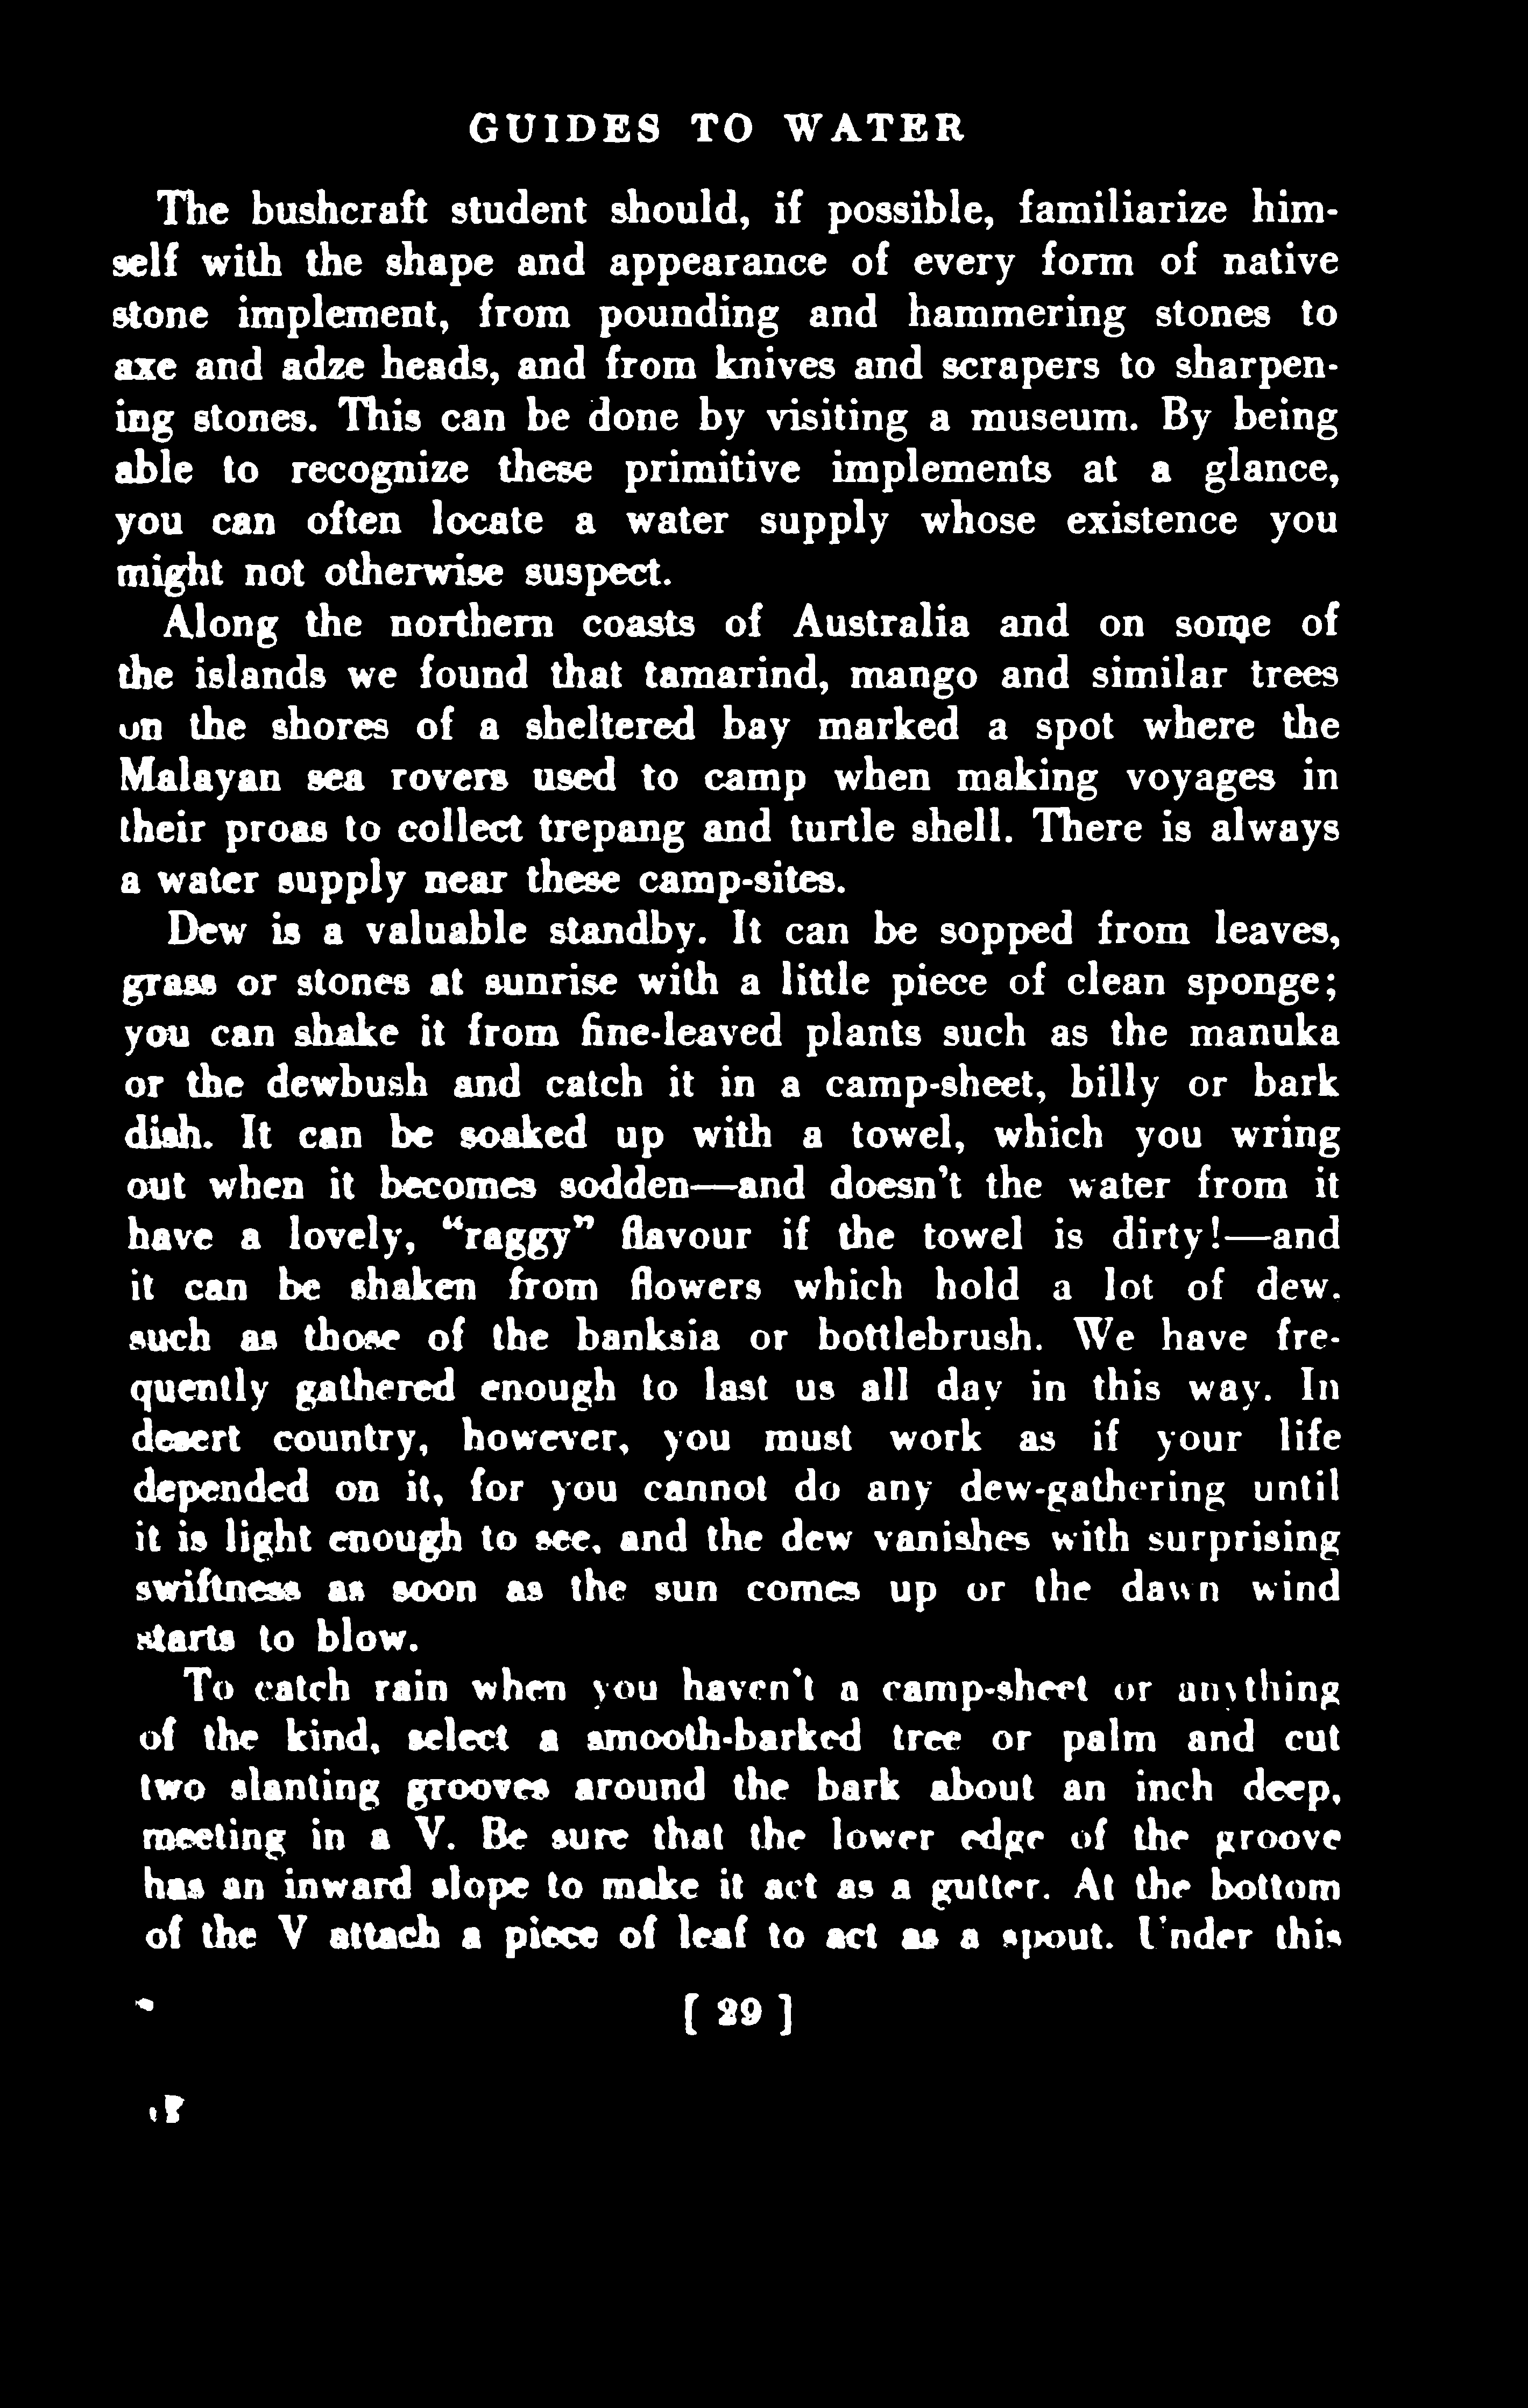 GUIDES TO WATER
The bushcraft student should, if possible, familiarize him-
self with the shape and appearance of every form of native
stone implement, from pounding and hammering stones to
axe and adze heads, and from knives and scrapers to sharpen-
ing stones. This can be done by visiting a museum. By being
able to recognize these primitive implements at a glance,
you can often locate a water supply whose existence you
might not otherwise suspect.
Along the northern coasts of Australia and on some of
the islands we found that tamarind, mango and similar trees
on the shores of a sheltered bay marked a spot where the
Malayan sea rovers used to camp when making voyages in
their proas to collect trepang and turtle shell. There is always
a water supply near these camp-sites.
Dew is a valuable standby. It can be sopped from leaves,
grass or stones at sunrise with a little piece of clean sponge;
you can shake it from fine-leaved plants such as the manuka
or the dewbush and catch it in a camp-sheet, billy or bark
dish. It can be soaked up with a towel, which you wring
out when it becomes sodden—and doesn't the water from it
have a lovely, "raggy" flavour if the towel is dirty!—and
it can be shaken from flowers which hold a lot of dew.
such as those of the banksia or bottlebrush. We have fre-
quently gathered enough to last us all day in this way. In
desert country, however, you must work as if your life
depended on it, for you cannot do any dew-gathering until
it is light enough to see, and the dew vanishes with surprising
swiftness as soon as the sun comes up or the dawn wind
starts to blow.
To catch rain when you haven't a camp-sheet or anything
of the kind, select a smooth-barked tree or palm and cut
two slanting grooves around the bark about an inch deep,
meeting in a V. Be sure that the lower edge of the groove
has an inward slope to make it act as a gutter. At the bottom
of the V attach a piece of leaf to act as a spout. Under this
[ 29 ]